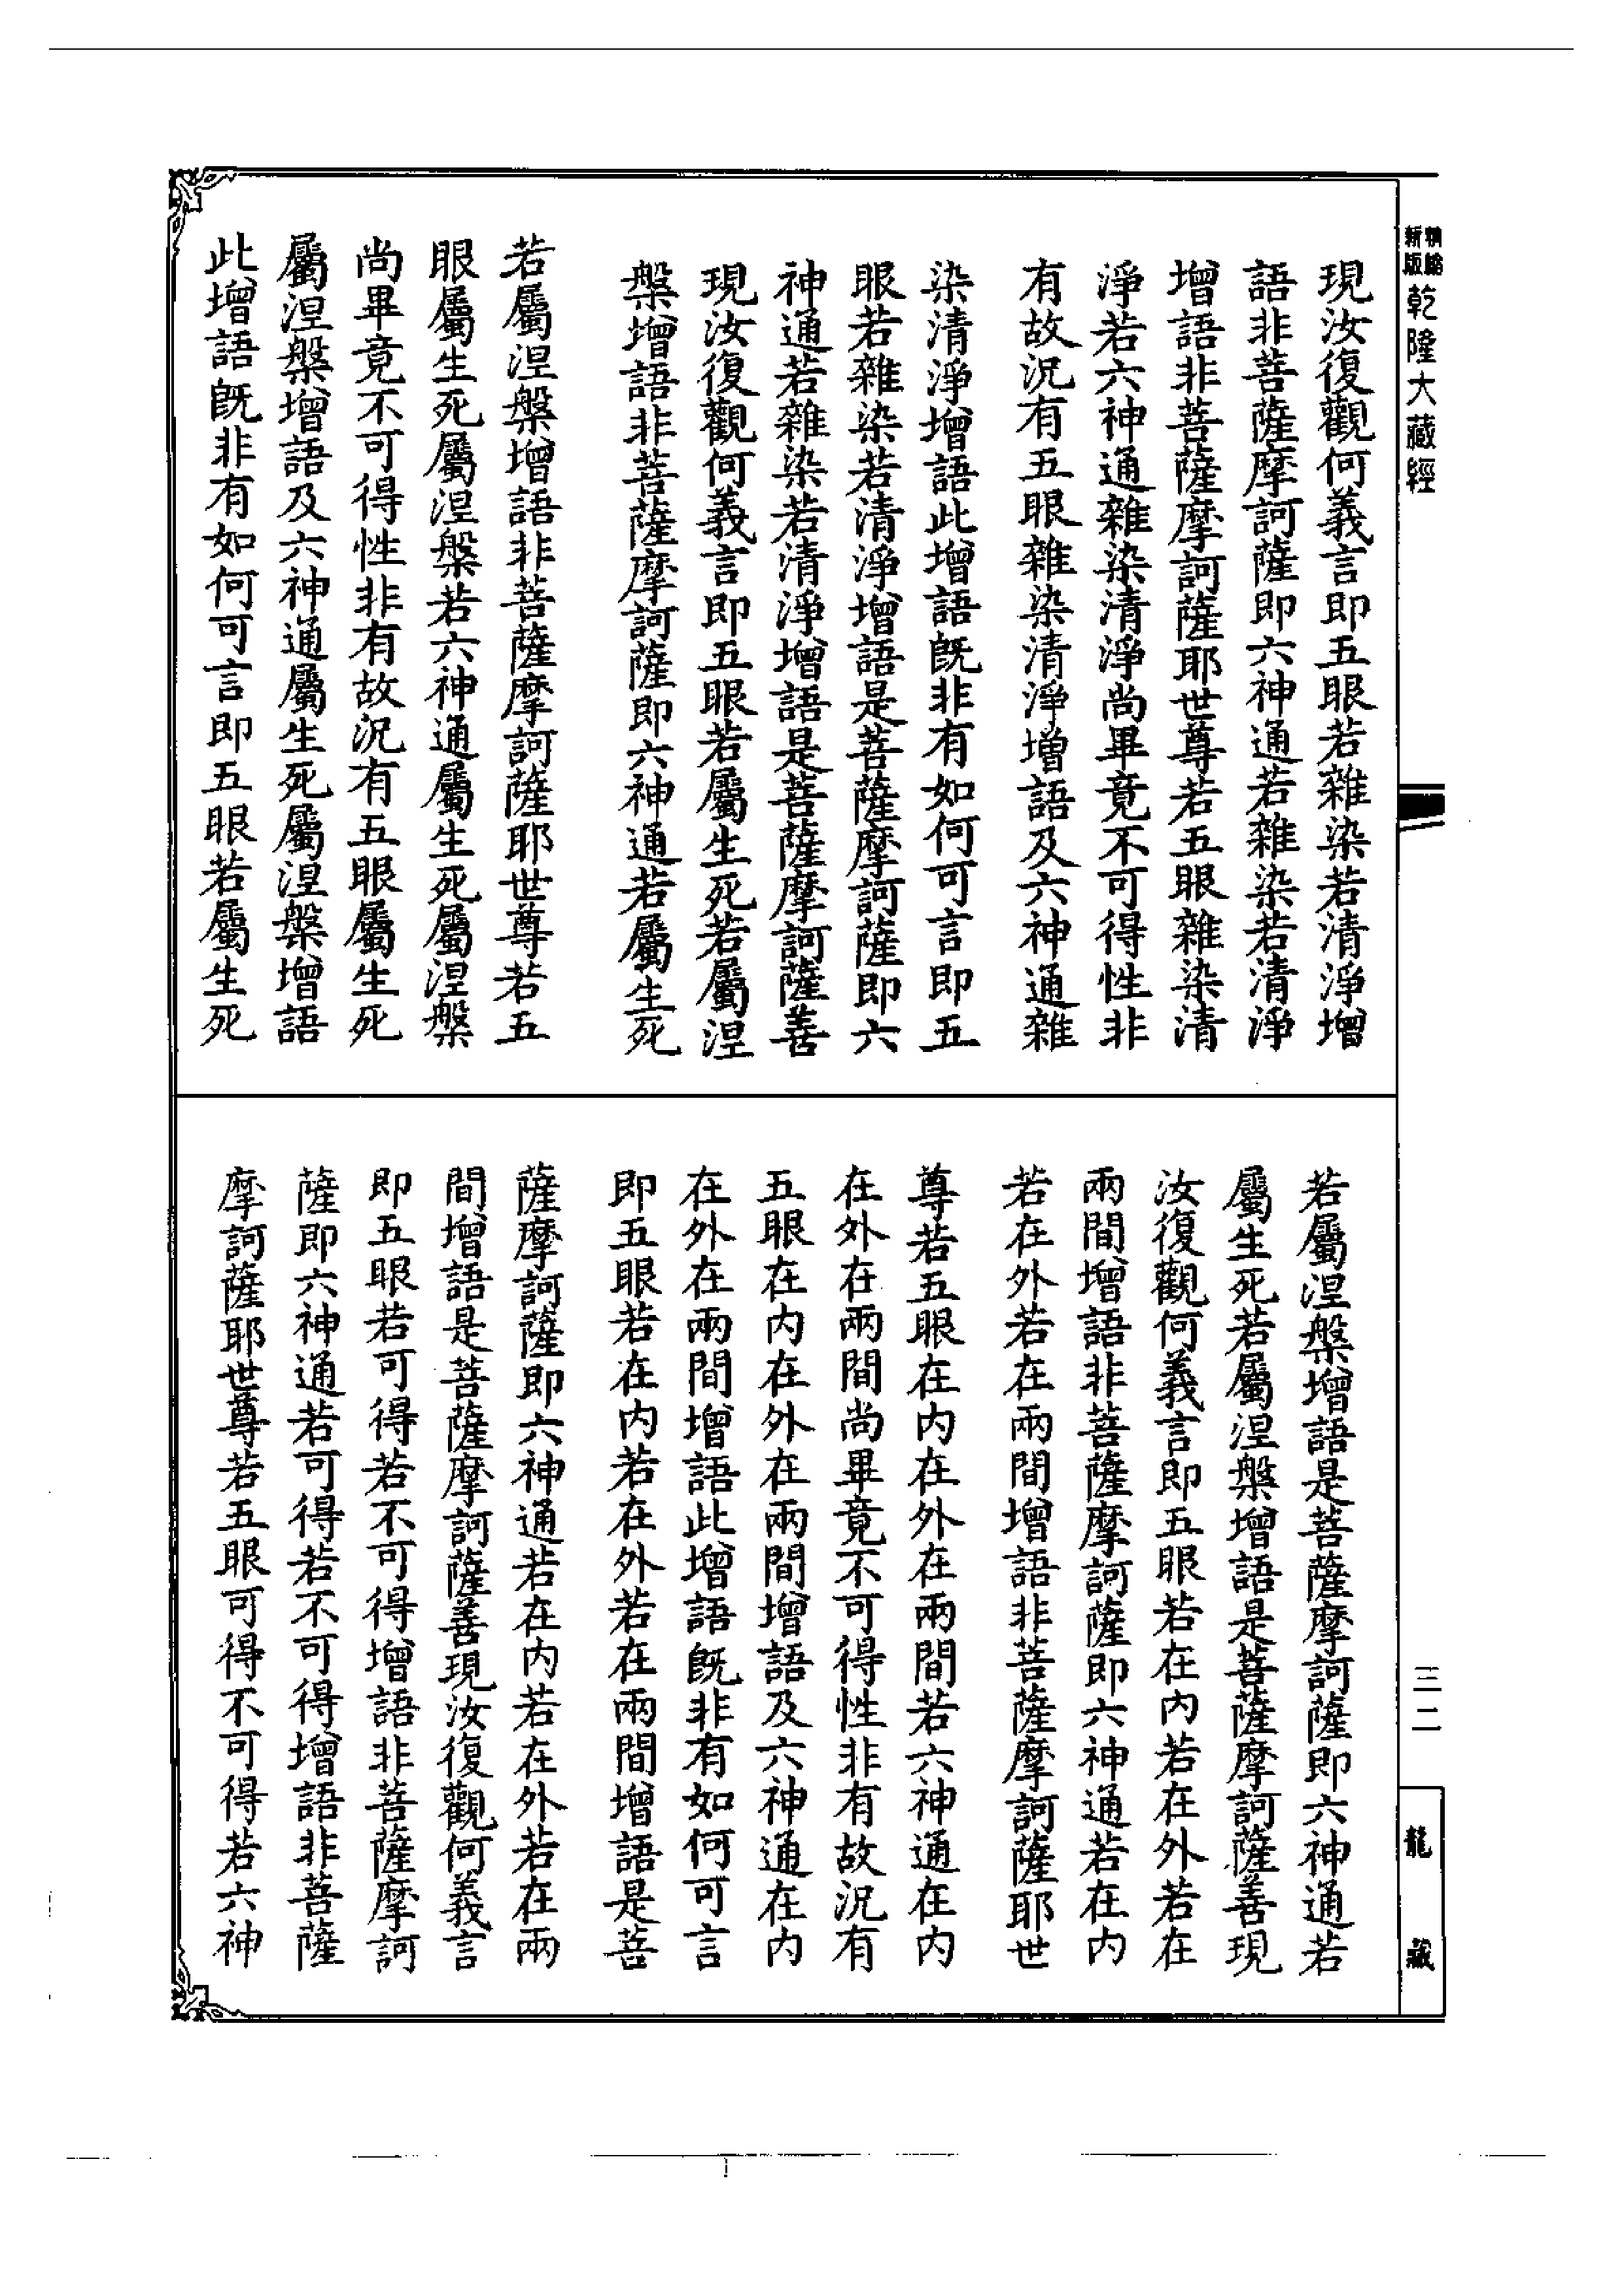 新版
乾隆大藏經
三二
龍藏
現汝復觀何義言即五眼若雜染若清淨增
語非菩薩摩訶薩即六神通若雜染若清淨
增語非菩薩摩訶薩耶世尊若五眼雜染清
淨若六神通雜染清淨尚畢竟不可得性非
有故況有五眼雜染清淨增語及六神通雜
染清淨增語此增語既非有如何可言即五
眼若雜染若清淨增語是菩薩摩訶薩即六
神通若雜染若清淨增語是菩薩摩訶薩善
現汝復觀何義言即五眼若屬生死若屬涅
槃增語非菩薩摩訶薩即六神通若屬生死
若屬涅槃增語非菩薩摩訶薩耶世尊若五
眼屬生死屬涅槃若六神通屬生死屬涅槃
尚畢竟不可得性非有故況有五眼屬生死
屬涅槃增語及六神通屬生死屬涅槃增語
此增語既非有如何可言即五眼若屬生死
若屬涅槃增語是菩薩摩訶薩即六神通若
屬生死若屬涅槃增語是菩薩摩訶薩善現
汝復觀何義言即五眼若在內若在外若在
兩間增語非菩薩摩訶薩即六神通若在內
若在外若在兩間增語非菩薩摩訶薩耶世
尊若五眼在內在外在兩間若六神通在內
在外在兩間尚畢竟不可得性非有故況有
五眼在內在外在兩間增語及六神通在內
在外在兩間增語此增語既非有如何可言
即五眼若在內若在外若在兩間增語是菩
薩摩訶薩即六神通若在內若在外若在兩
間增語是菩薩摩訶薩善現汝復觀何義言
即五眼若可得若不可得增語非菩薩摩訶
薩即六神通若可得若不可得增語非菩薩
摩訶薩耶世尊若五眼可得不可得若六神